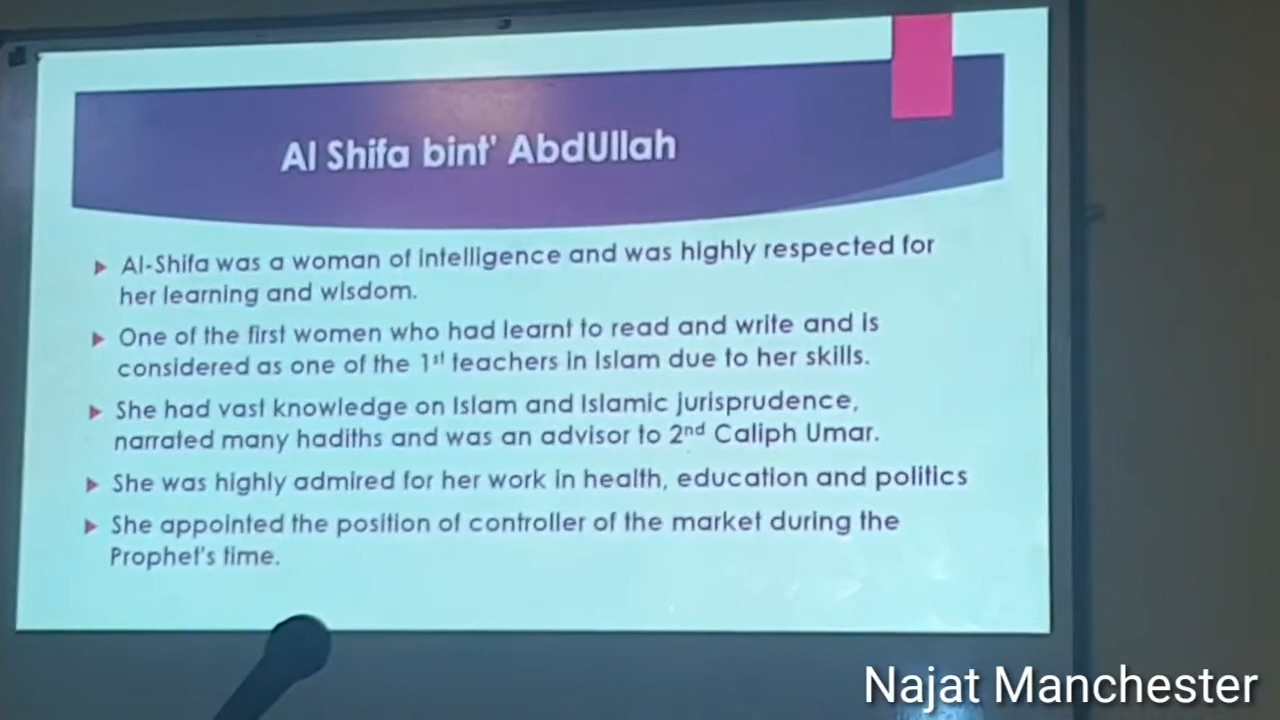 Al Shifa bint' AbdUllah
Al-Shifa was a woman of intelligence and was highly respected for
her learning and wisdom.
One of the first women who had learnt to read and write and is
considered as one of the 1st teachers in Islam due to her skills.
She had vast knowledge on Islam and Islamic jurisprudence,
narrated many hadiths and was an advisor to 2nd Caliph Umar.
She was highly admired for her work in health, education and politics
She appointed the position of controller of the market during the
Prophet's time.
Najat Manchester